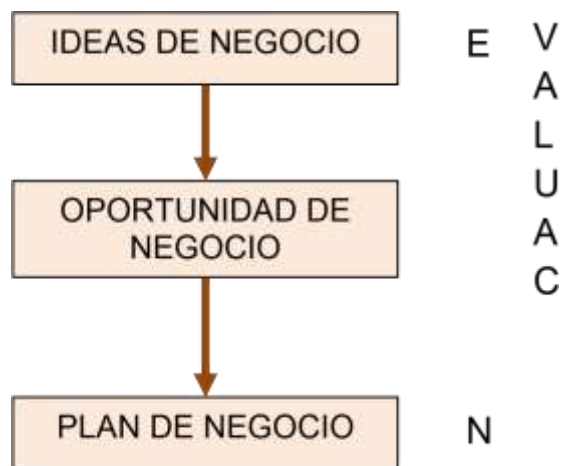 IDEAS DE NEGOCIO
OPORTUNIDAD DE
NEGOCIO
PLAN DE NEGOCIO
E
V
A
L
U
A
C
N